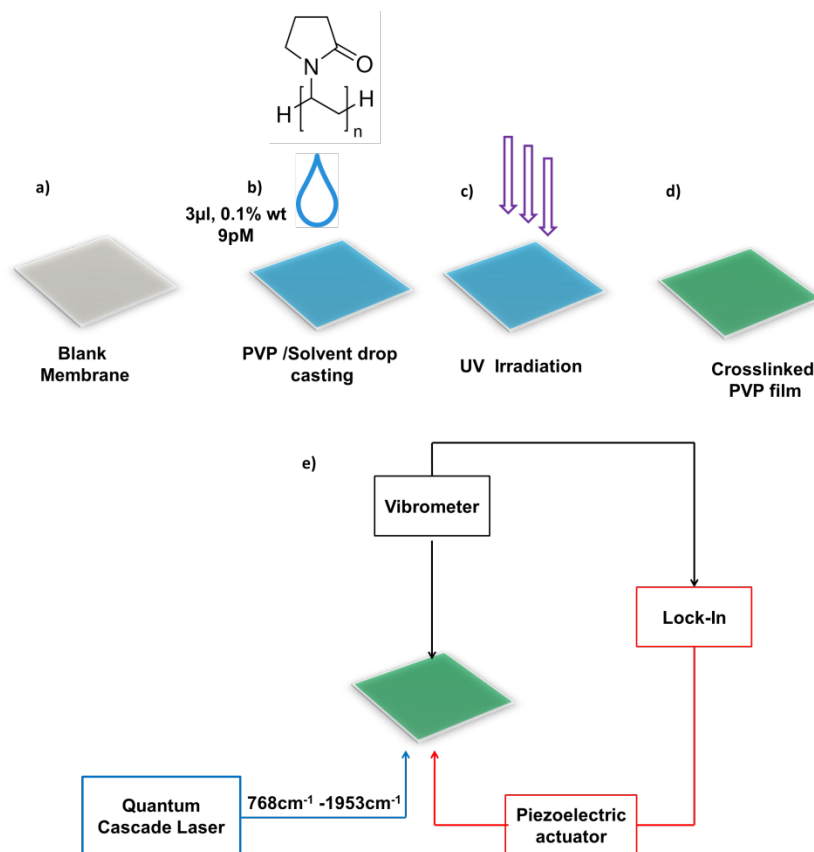 N
O
H
H
n
a)
b)
c)
d)
3µl, 0.1% wt
9pM
Blank
Membrane
PVP /Solvent drop
casting
UV Irradiation
Crosslinked
PVP film
e)
Vibrometer
Lock-In
Quantum
Cascade Laser
768cm⁻¹ -1953cm⁻¹
Piezoelectric
actuator